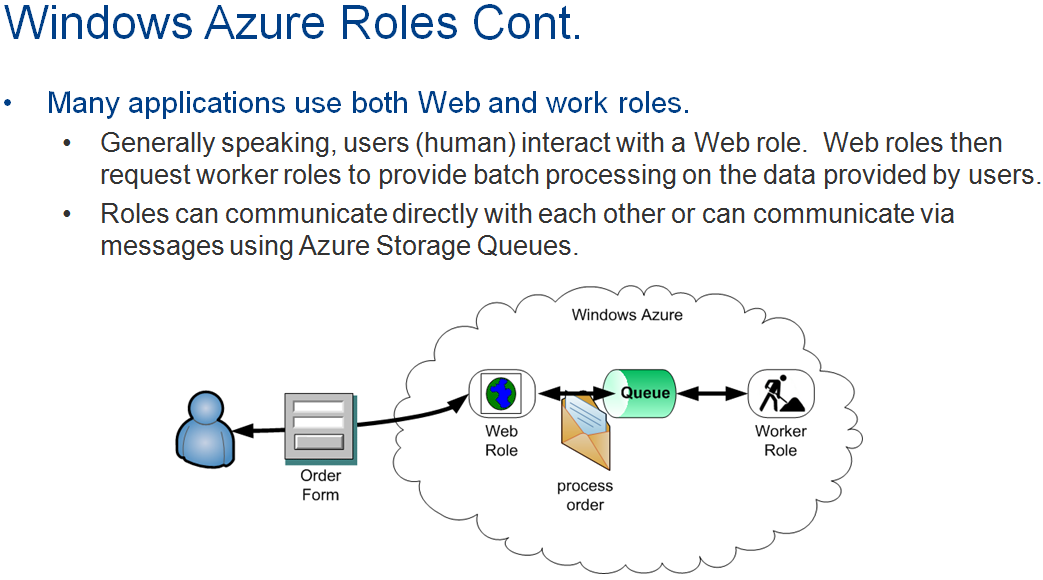 Windows Azure Roles Cont.
• Many applications use both Web and work roles.
• Generally speaking, users (human) interact with a Web role.  Web roles then
request worker roles to provide batch processing on the data provided by users.
• Roles can communicate directly with each other or can communicate via
messages using Azure Storage Queues.
Windows Azure
Queue
Web
Role
Worker
Role
Order
Form
process
order